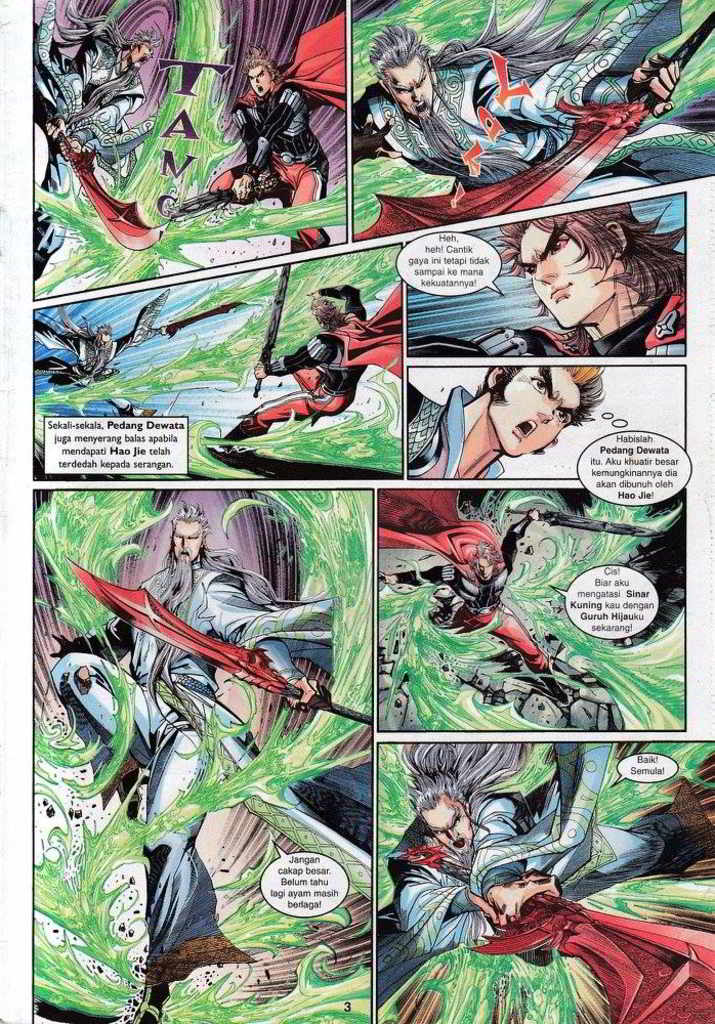 TANG
TOL
Heh,
heh! Cantik
gaya ini tetapi tidak
sampai ke mana
kekuatannya!
Sekali-sekala, Pedang Dewata
juga menyerang balas apabila
mendapati Hao Jie telah
terdedah kepada serangan.
Habislah
Pedang Dewata
itu. Aku khuatir besar
kemungkinannya dia
akan dibunuh oleh
Hao Jie!
Cis!
Biar aku
mengatasi Sinar
Kuning kau dengan
Guruh Hijauku
sekarang!
Jangan
cakap besar.
Belum tahu
lagi ayam masih
berlaga!
Baik!
Semula!
3